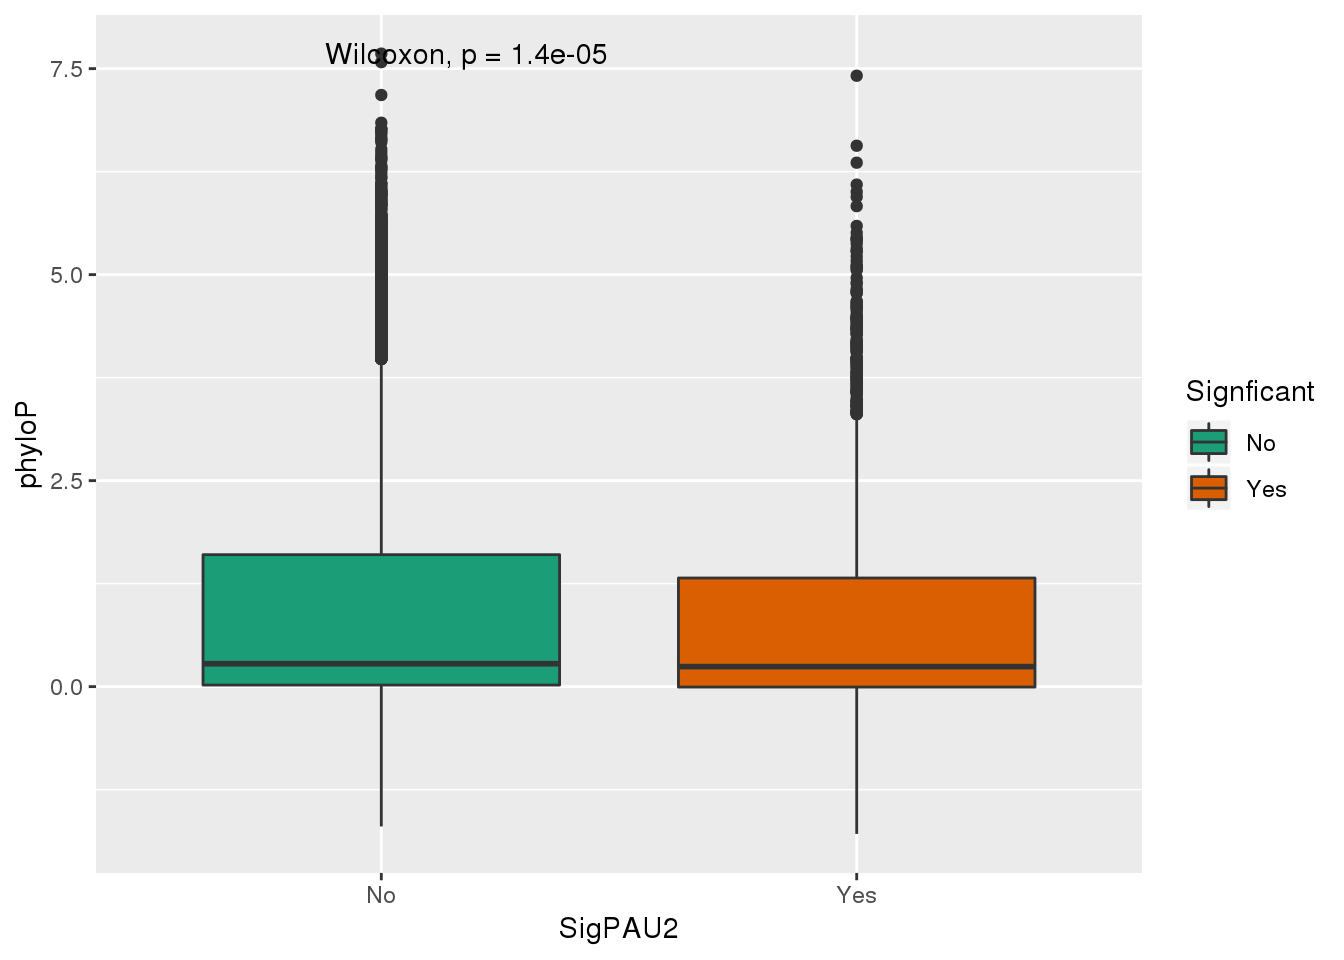 Wilcoxon, p = 1.4e-05
7.5
5.0
2.5
0.0
phyloP
No
Yes
SigPAU2
Signficant
No
Yes